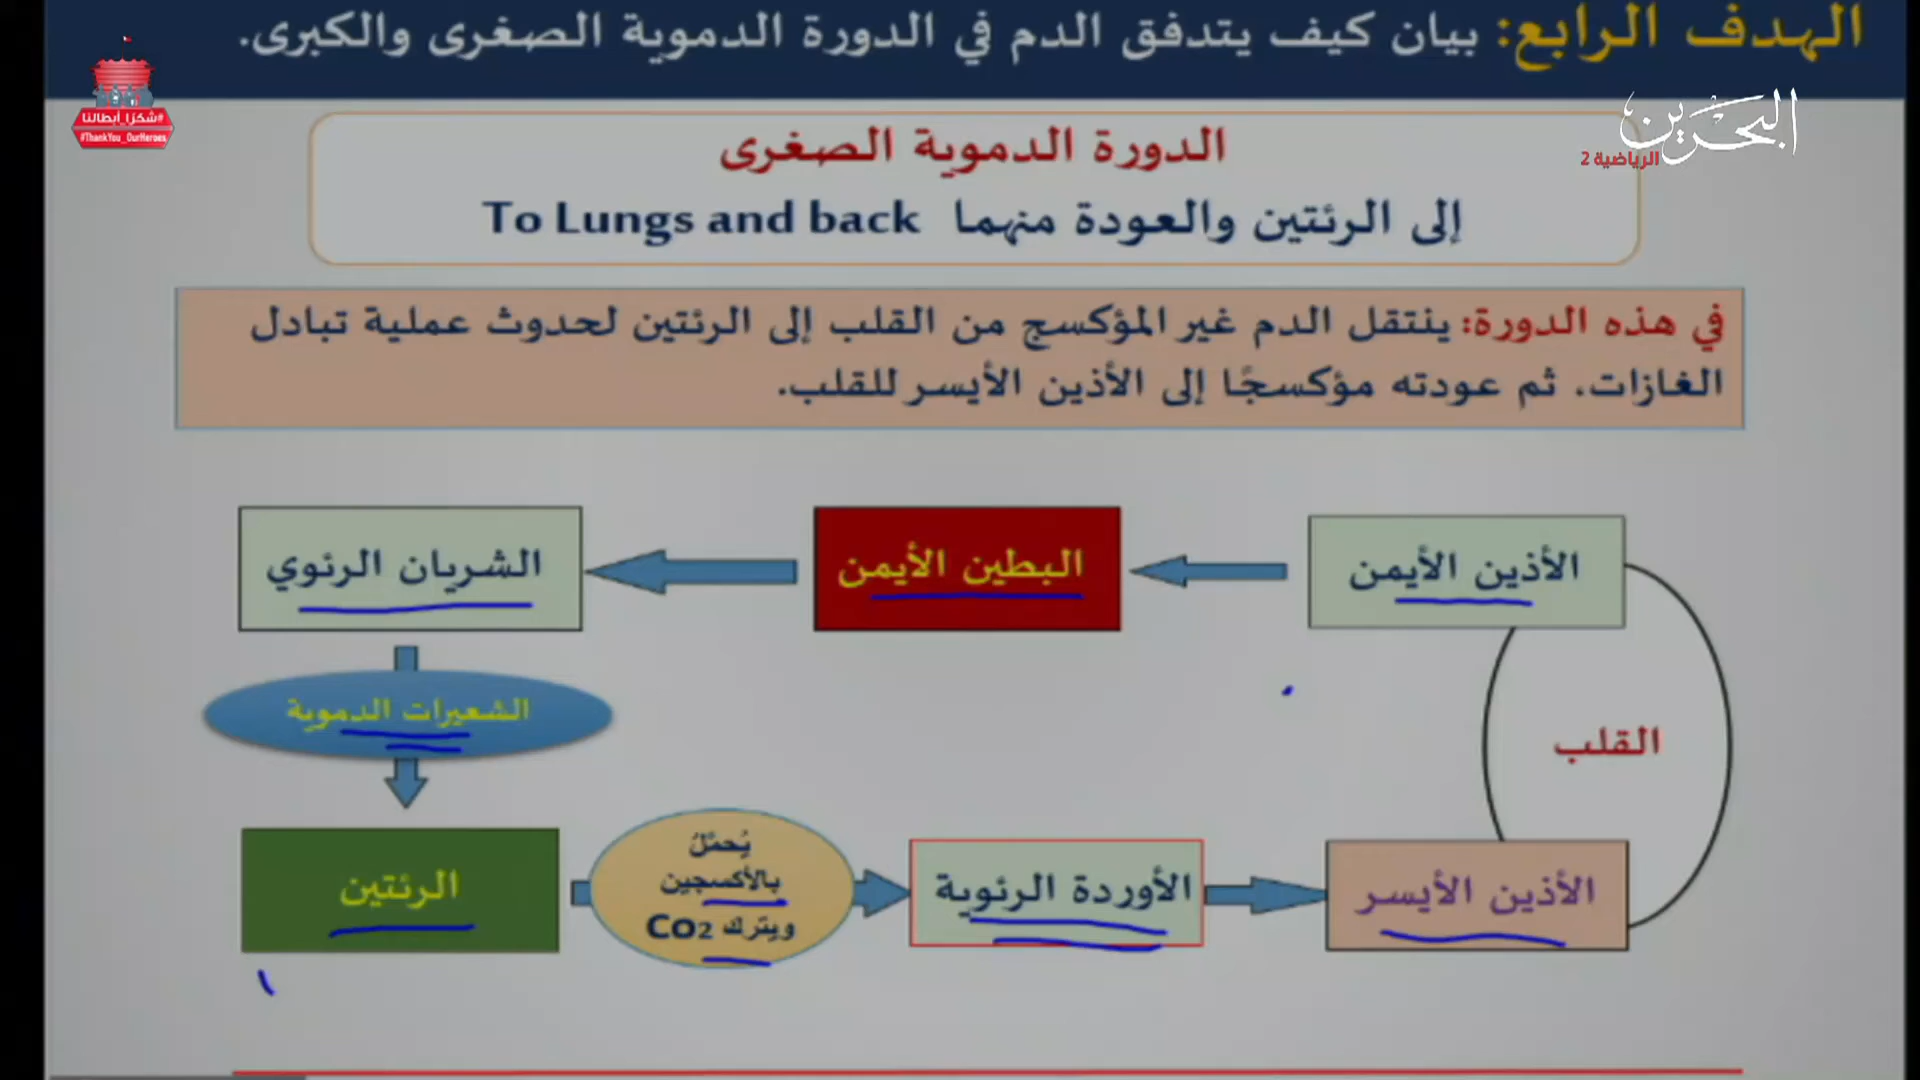 الهدف الرابع: بيان كيف يتدفق الدم في الدورة الدموية الصغرى والكبرى.
#شكرا_أبطالنا
#ThankYou_OurHeroes
البحرين
الرياضية 2
الدورة الدموية الصغرى
إلى الرئتين والعودة منهما To Lungs and back
في هذه الدورة: ينتقل الدم غير المؤكسج من القلب إلى الرئتين لحدوث عملية تبادل
الغازات، ثم عودته مؤكسجًا إلى الأذين الأيسر للقلب.
الأذين الأيمن
البطين الأيمن
الشريان الرئوي
الشعيرات الدموية
القلب
الرئتين
يُحمّلُ
بالأكسجين
ويترك Co2
الأوردة الرئوية
الأذين الأيسر